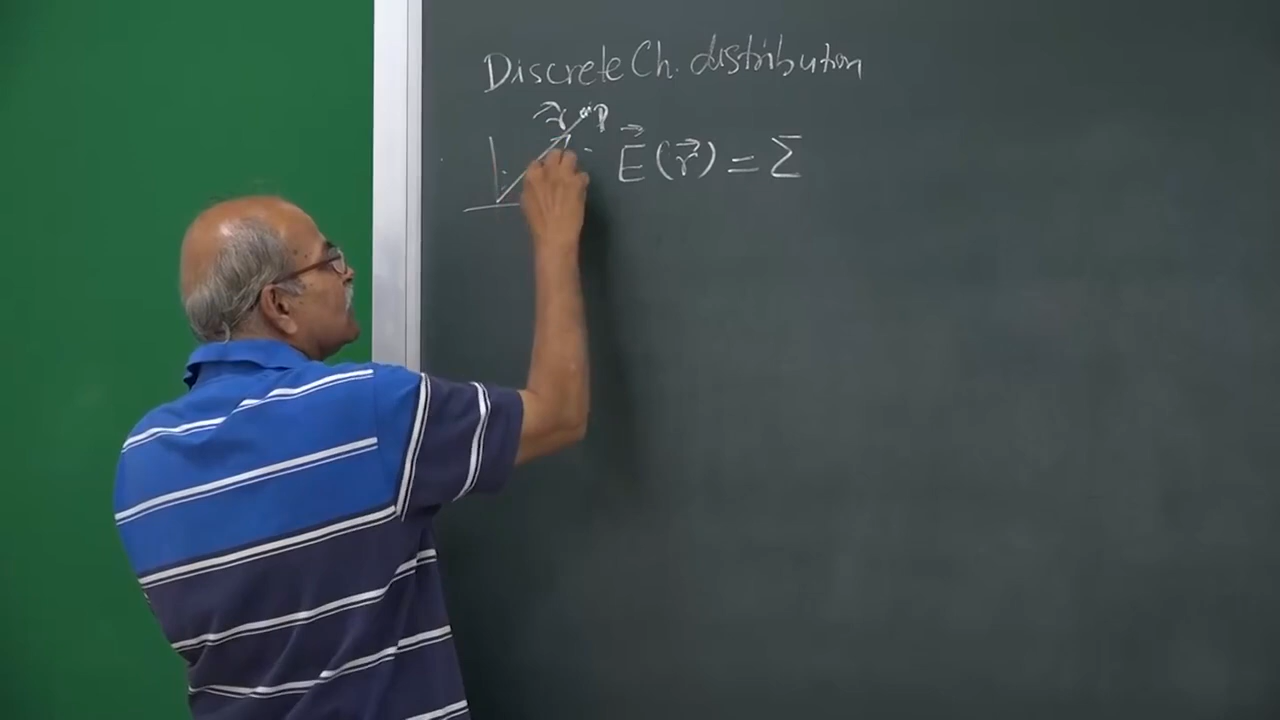 Discrete Ch. distribution
r⃗ P
E⃗(r⃗) = Σ